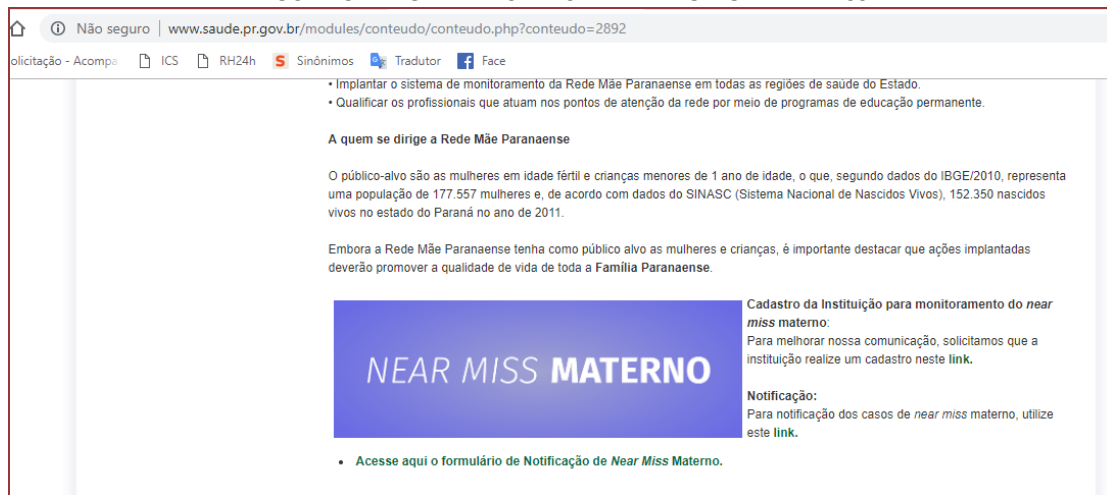 Não seguro | www.saude.pr.gov.br/modules/conteudo/conteudo.php?conteudo=2892
olicitação - Acompa ICS RH24h S Sinônimos Tradutor Face
• Implantar o sistema de monitoramento da Rede Mãe Paranaense em todas as regiões de saúde do Estado.
• Qualificar os profissionais que atuam nos pontos de atenção da rede por meio de programas de educação permanente.
A quem se dirige a Rede Mãe Paranaense
O público-alvo são as mulheres em idade fértil e crianças menores de 1 ano de idade, o que, segundo dados do IBGE/2010, representa
uma população de 177.557 mulheres e, de acordo com dados do SINASC (Sistema Nacional de Nascidos Vivos), 152.350 nascidos
vivos no estado do Paraná no ano de 2011.
Embora a Rede Mãe Paranaense tenha como público alvo as mulheres e crianças, é importante destacar que ações implantadas
deverão promover a qualidade de vida de toda a Família Paranaense.
NEAR MISS MATERNO
Cadastro da Instituição para monitoramento do near
miss materno:
Para melhorar nossa comunicação, solicitamos que a
instituição realize um cadastro neste link.
Notificação:
Para notificação dos casos de near miss materno, utilize
este link.
• Acesse aqui o formulário de Notificação de Near Miss Materno.